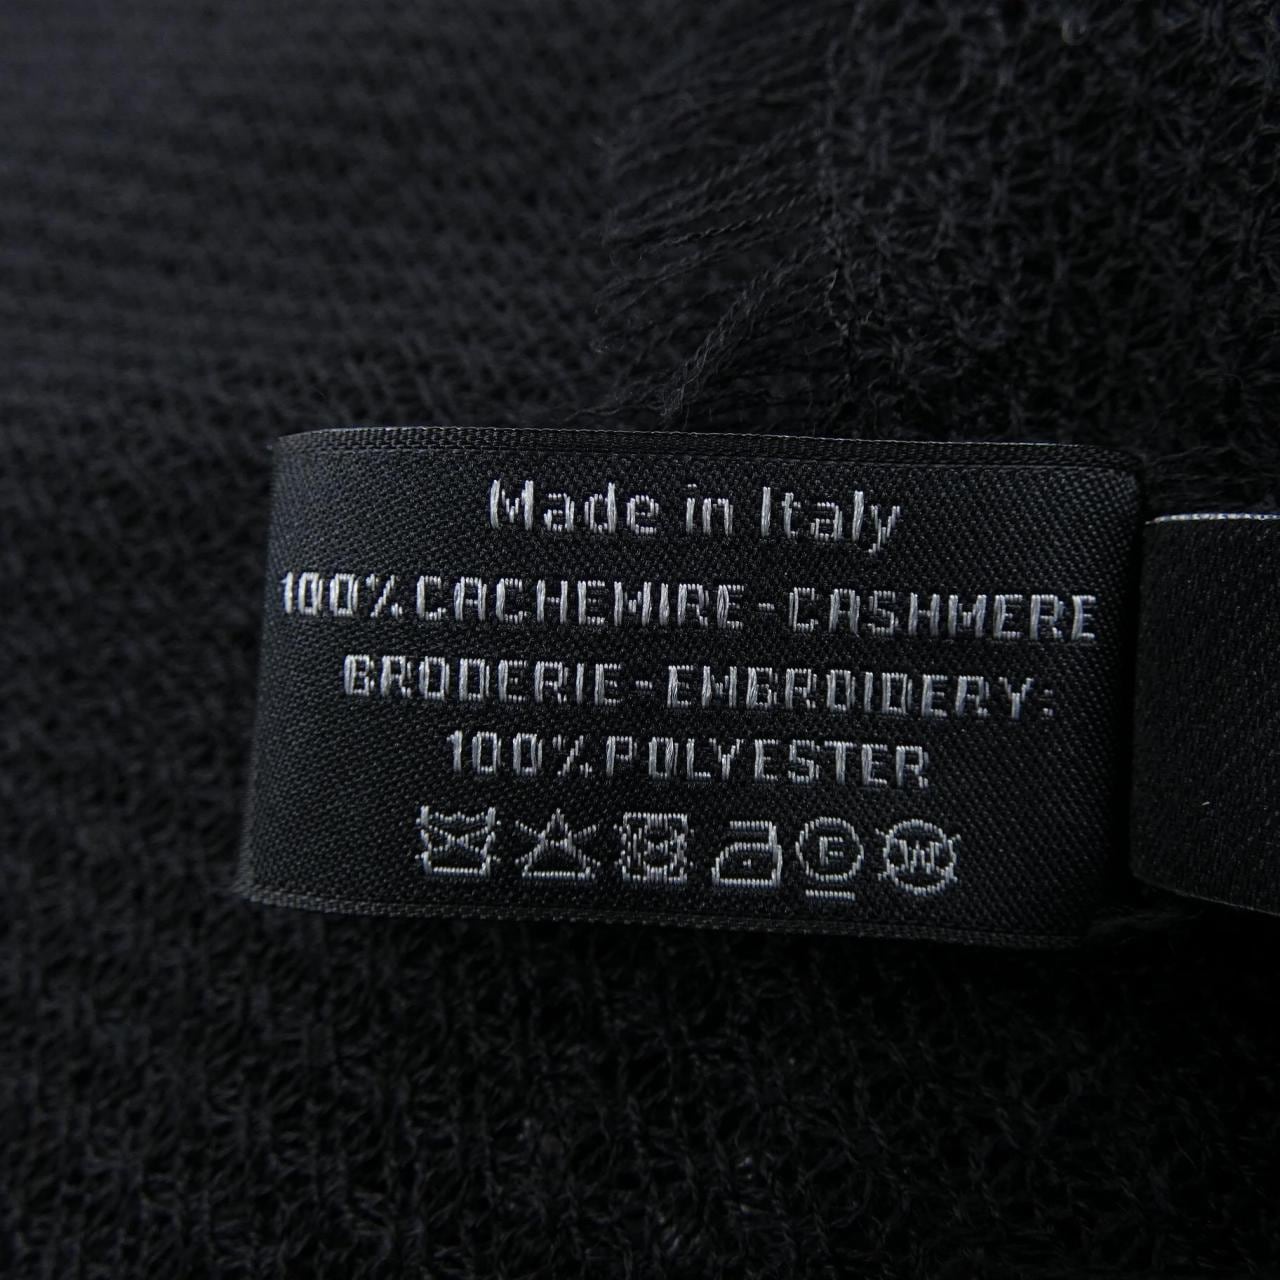 Made in Italy
100% CACHEMIRE - CASHMERE
BRODERIE - EMBROIDERY:
100% POLYESTER
F W